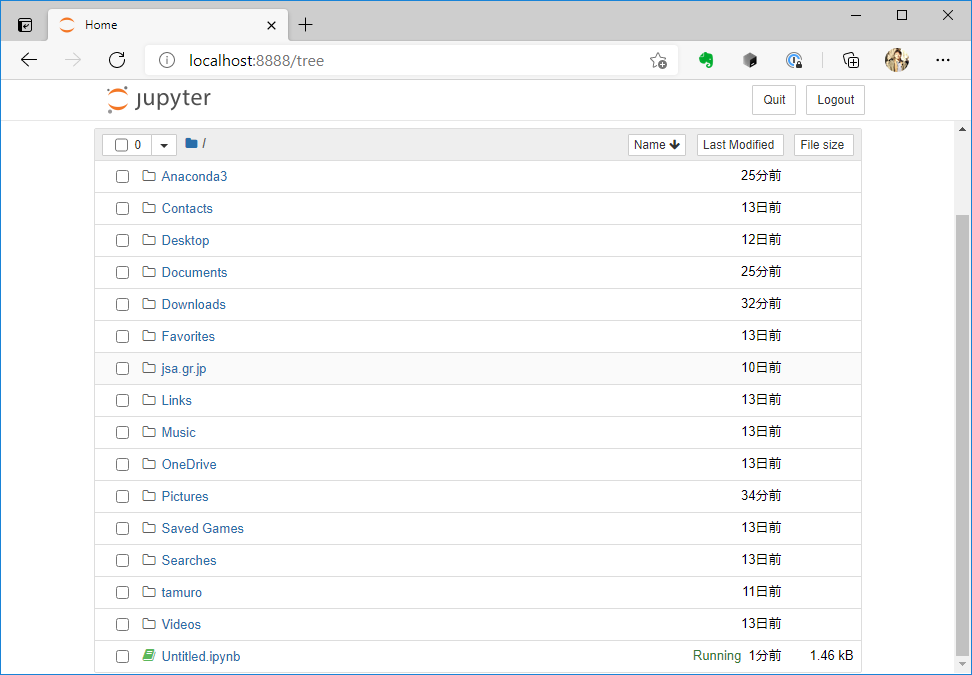 Home
localhost:8888/tree
jupyter
Quit
Logout
0
/
Name
Last Modified
File size
Anaconda3 25分前
Contacts 13日前
Desktop 12日前
Documents 25分前
Downloads 32分前
Favorites 13日前
jsa.gr.jp 10日前
Links 13日前
Music 13日前
OneDrive 13日前
Pictures 34分前
Saved Games 13日前
Searches 13日前
tamuro 11日前
Videos 13日前
Untitled.ipynb Running 1分前 1.46 kB